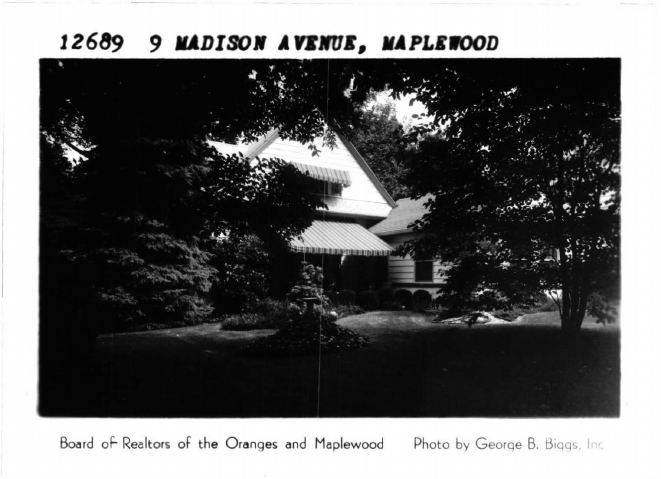 12689 9 MADISON AVENUE, MAPLEWOOD
Board of Realtors of the Oranges and Maplewood Photo by George B. Biggs, Inc